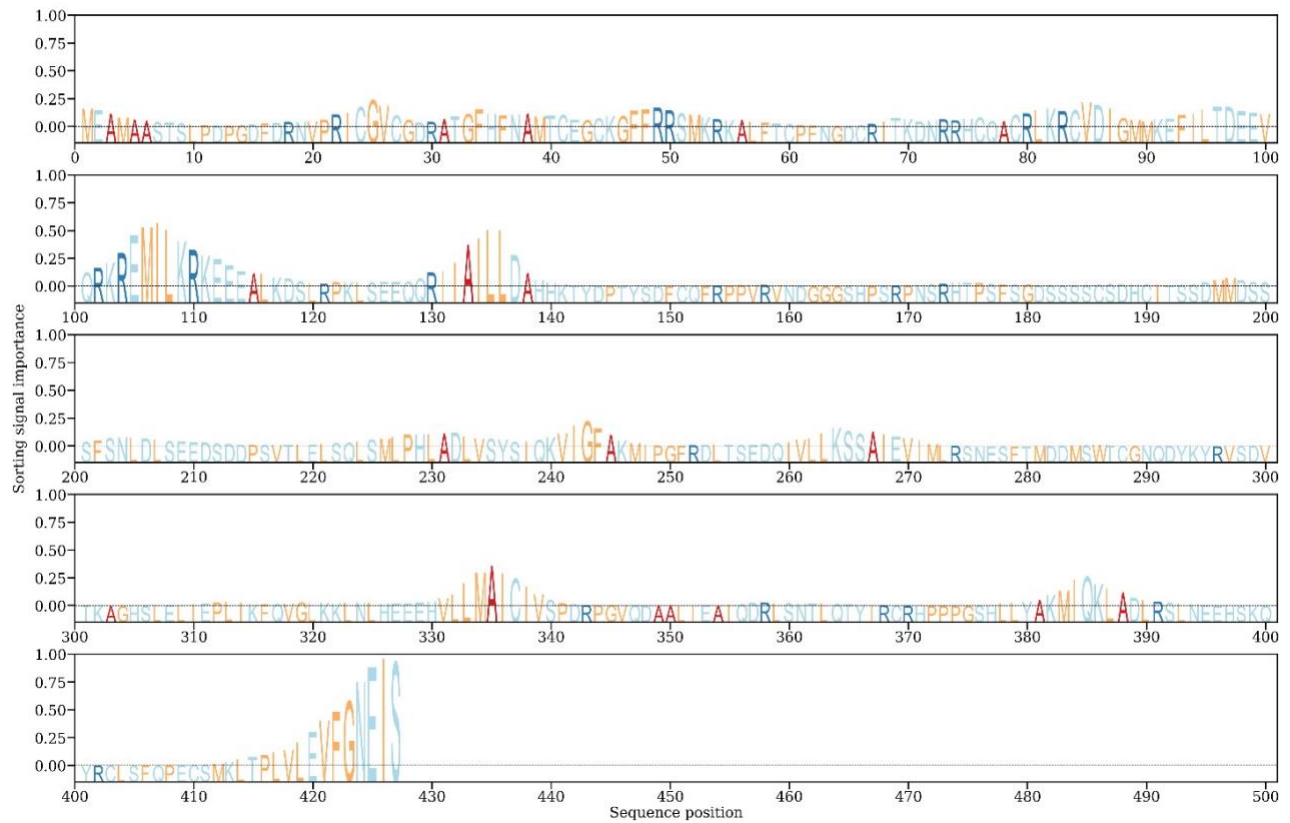 1.00
0.75
0.50
0.25
0.00
MEAMAASTSLPDPGDFDRNVPRICGVCGDRATGFHFNAMTCEGCKGFFRRSMKRKALFTCPFNGDCRITKDNRRHCQACRLKRCVDIGMMKEFILTDEEV
0 10 20 30 40 50 60 70 80 90 100
1.00
0.75
0.50
0.25
0.00
QRKREMILKRKEEEALKDSLRPKLSEEQQRIIAILLDAHHKTYDPTYSDFCQFRPPVRVNDGGGSHPSRPNSRHTPSFSGDSSSSCSDHCITSSDMMDSS
100 110 120 130 140 150 160 170 180 190 200
Sorting signal importance
1.00
0.75
0.50
0.25
0.00
SFSNLDLSEEDSDDPSVTLELSQLSMLPHLADLVSYSIQKVIGFAKMIPGFRDLTSEDQIVLLKSSAIEVIMLRSNESFTMDDMSWTCGNQDYKYRVSDV
200 210 220 230 240 250 260 270 280 290 300
1.00
0.75
0.50
0.25
0.00
TKAGHSLELIEPLIKFQVGLKKLNLHEEEHVLLMAICIVSPDRPGVQDAALIEAIQDRLSNTLQTYIRCRHPPPGSHLLYAKMIQKLADLRSLNEEHSKQ
300 310 320 330 340 350 360 370 380 390 400
1.00
0.75
0.50
0.25
0.00
YRCLSFQPECSMKLTPLVLEVFGNEIS
400 410 420 430 440 450 460 470 480 490 500
Sequence position